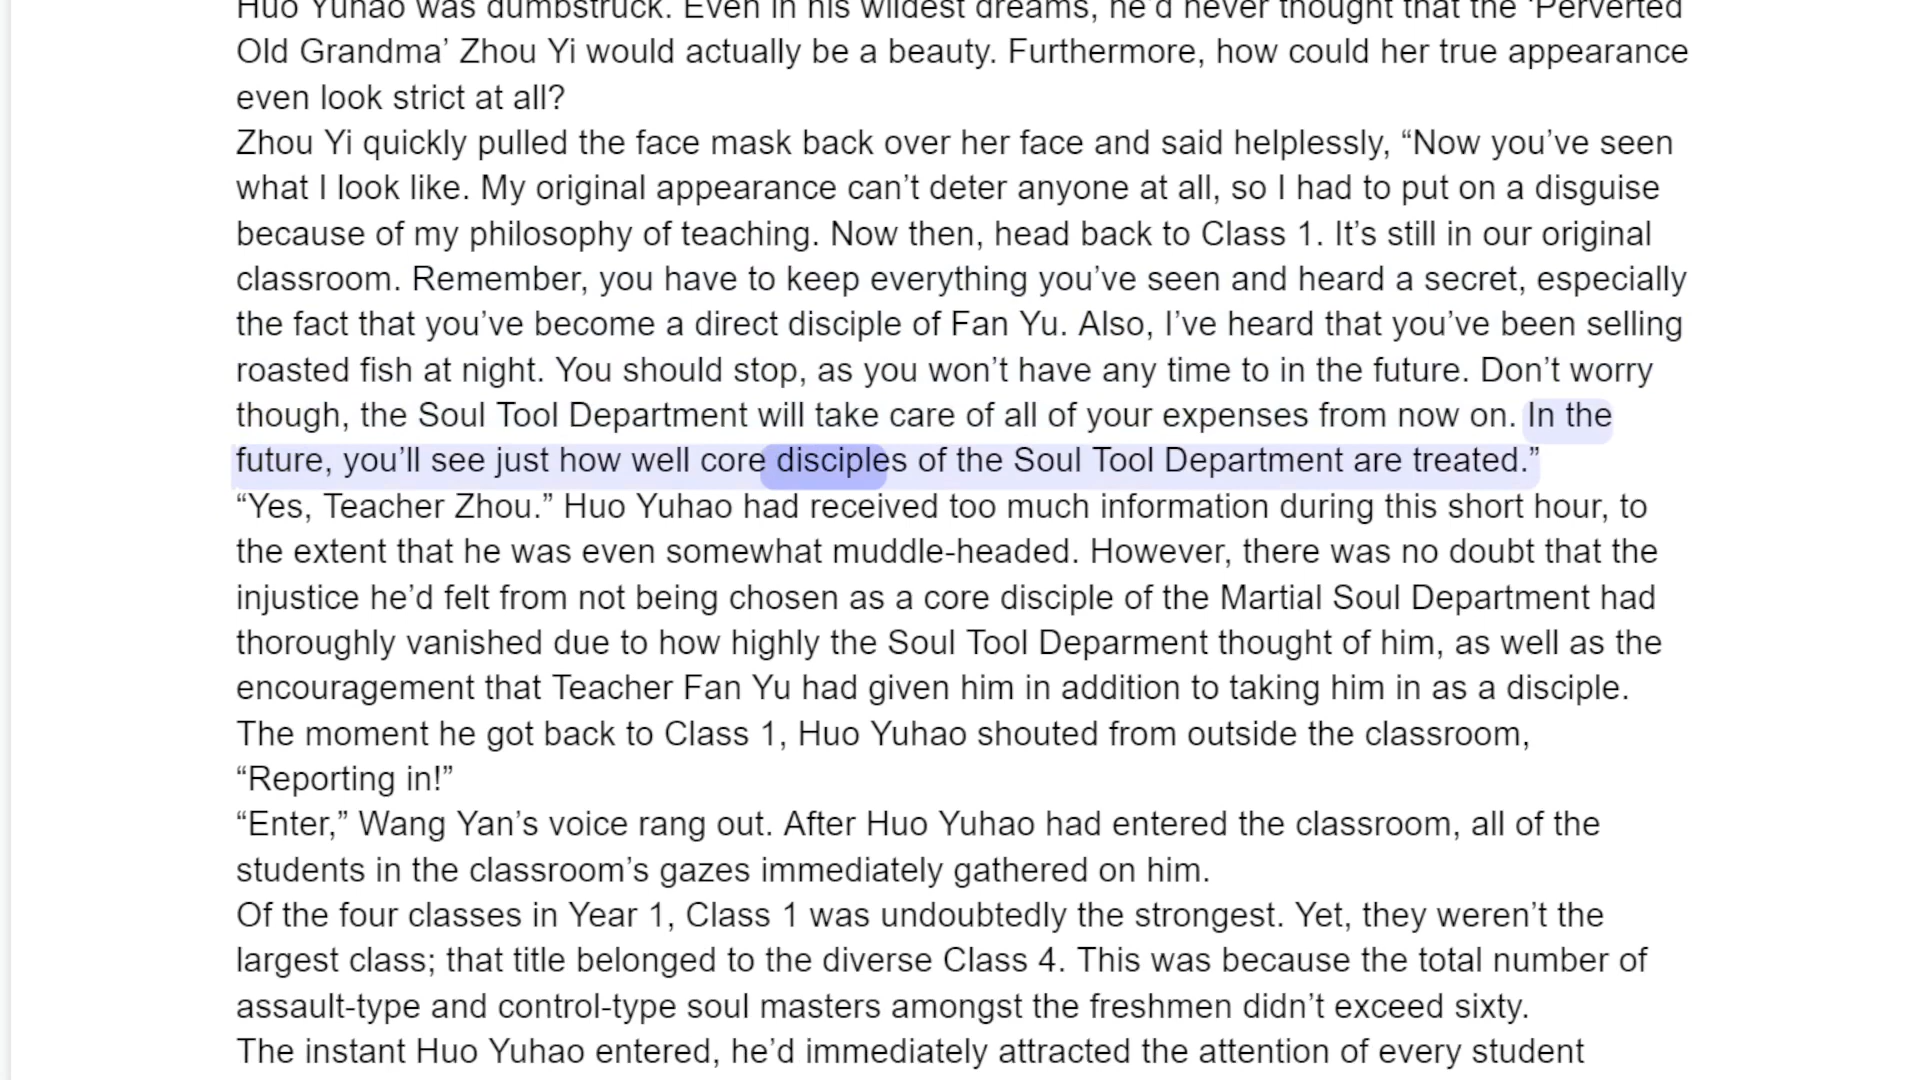 Huo Yuhao was dumbstruck. Even in his wildest dreams, he’d never thought that the ‘Perverted
Old Grandma’ Zhou Yi would actually be a beauty. Furthermore, how could her true appearance
even look strict at all?
Zhou Yi quickly pulled the face mask back over her face and said helplessly, “Now you’ve seen
what I look like. My original appearance can’t deter anyone at all, so I had to put on a disguise
because of my philosophy of teaching. Now then, head back to Class 1. It’s still in our original
classroom. Remember, you have to keep everything you’ve seen and heard a secret, especially
the fact that you’ve become a direct disciple of Fan Yu. Also, I’ve heard that you’ve been selling
roasted fish at night. You should stop, as you won’t have any time to in the future. Don’t worry
though, the Soul Tool Department will take care of all of your expenses from now on. In the
future, you’ll see just how well core disciples of the Soul Tool Department are treated.”
“Yes, Teacher Zhou.” Huo Yuhao had received too much information during this short hour, to
the extent that he was even somewhat muddle-headed. However, there was no doubt that the
injustice he’d felt from not being chosen as a core disciple of the Martial Soul Department had
thoroughly vanished due to how highly the Soul Tool Deparment thought of him, as well as the
encouragement that Teacher Fan Yu had given him in addition to taking him in as a disciple.
The moment he got back to Class 1, Huo Yuhao shouted from outside the classroom,
“Reporting in!”
“Enter,” Wang Yan’s voice rang out. After Huo Yuhao had entered the classroom, all of the
students in the classroom’s gazes immediately gathered on him.
Of the four classes in Year 1, Class 1 was undoubtedly the strongest. Yet, they weren’t the
largest class; that title belonged to the diverse Class 4. This was because the total number of
assault-type and control-type soul masters amongst the freshmen didn’t exceed sixty.
The instant Huo Yuhao entered, he’d immediately attracted the attention of every student